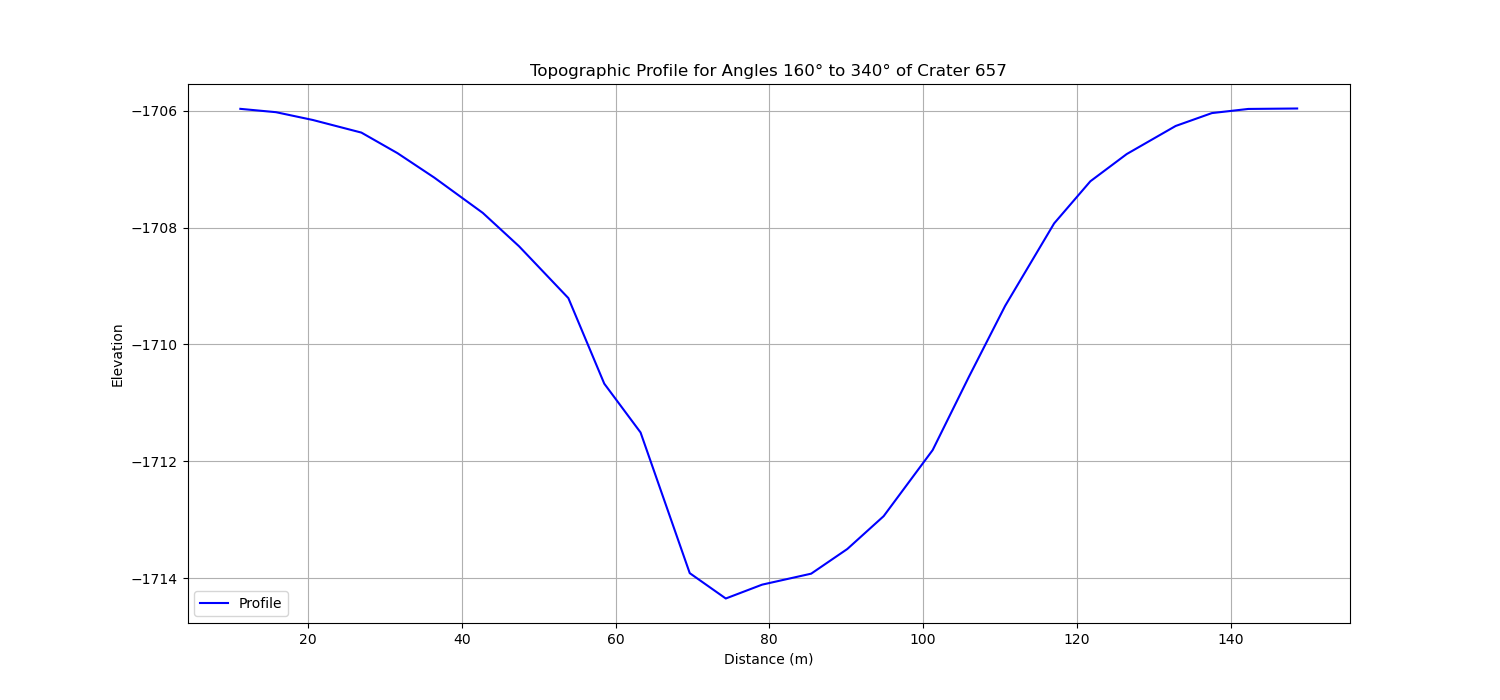 Topographic Profile for Angles 160° to 340° of Crater 657
−1706
−1708
−1710
−1712
−1714
Elevation
Profile
20 40 60 80 100 120 140
Distance (m)